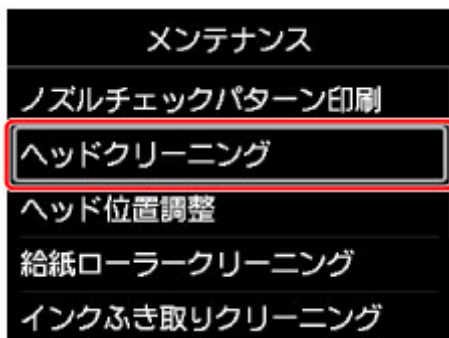 メンテナンス
ノズルチェックパターン印刷
ヘッドクリーニング
ヘッド位置調整
給紙ローラークリーニング
インクふき取りクリーニング